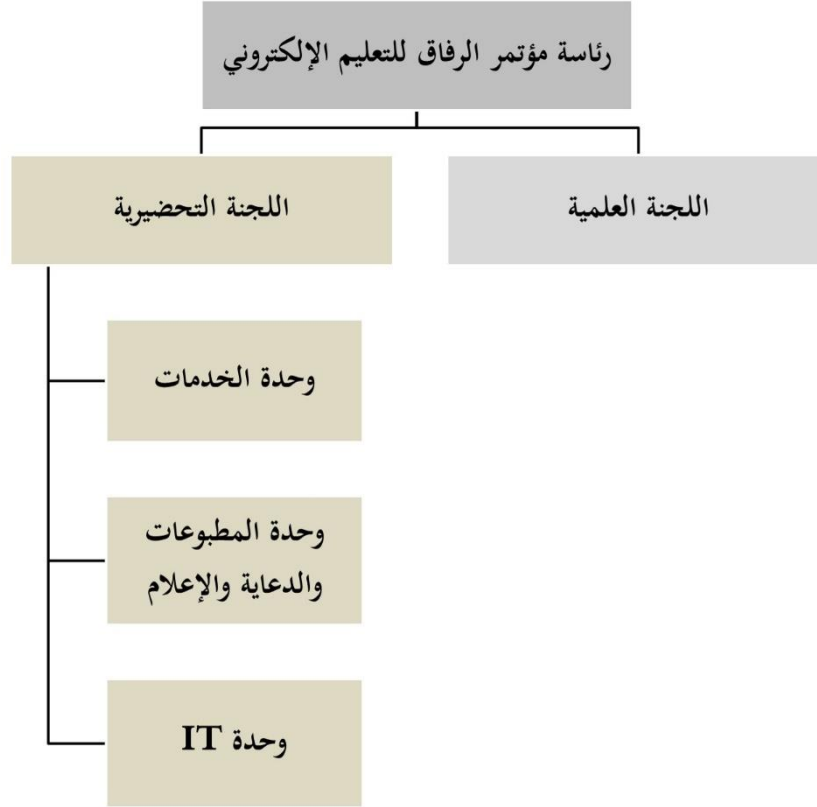 رئاسة مؤتمر الرفاق للتعليم الإلكتروني
اللجنة العلمية
اللجنة التحضيرية
وحدة الخدمات
وحدة المطبوعات
والدعاية والإعلام
وحدة IT